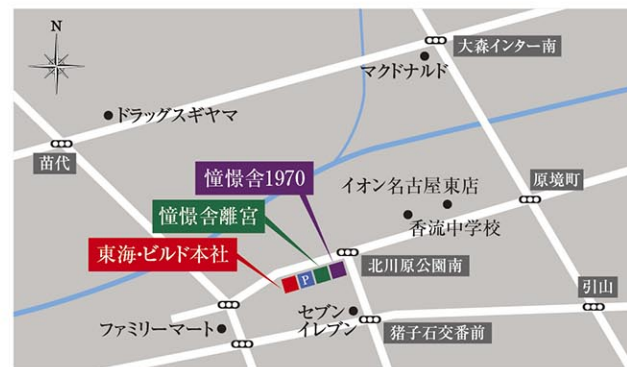 N
大森インター南
マクドナルド
ドラッグスギヤマ
苗代
憧憬舎1970
イオン名古屋東店
原境町
憧憬舎離宮
香流中学校
東海・ビルド本社
北川原公園南
P
引山
セブン
イレブン
ファミリーマート
猪子石交番前